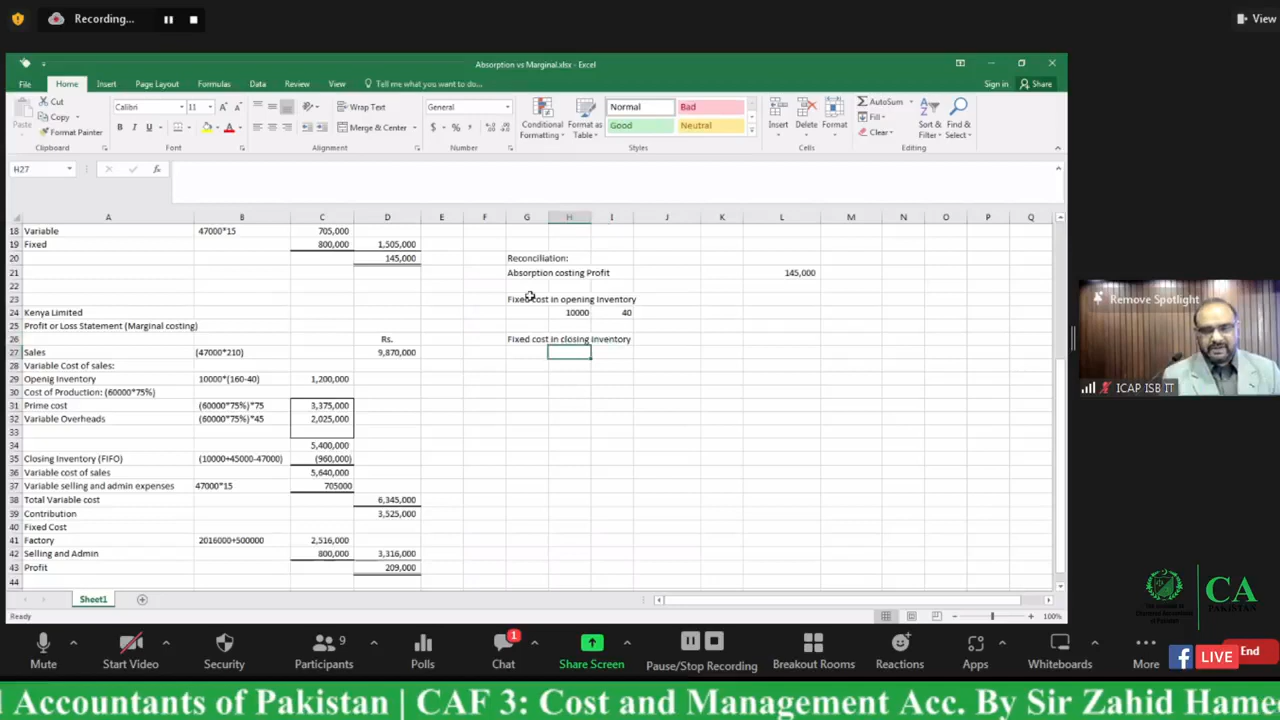 Recording...
View
Absorption vs Marginal.xlsx - Excel
File Home Insert Page Layout Formulas Data Review View Tell me what you want to do... Sign in Share
Cut
Copy
Format Painter
Paste
Calibri 11
Wrap Text
Merge & Center
General
Conditional Formatting
Format as Table
Normal Bad
Good Neutral
Insert Delete Format
AutoSum
Fill
Clear
Sort & Filter
Find & Select
Clipboard Font Alignment Number Styles Cells Editing
H27
A B C D E F G H I J K L M N O P Q
18 Variable 47000*15 705,000
19 Fixed 800,000 1,505,000
20 145,000 Reconciliation:
21 Absorption costing Profit 145,000
22
23 Fixed cost in opening Inventory
24 Kenya Limited 10000 40
25 Profit or Loss Statement (Marginal costing)
26 Rs. Fixed cost in closing inventory
27 Sales (47000*210) 9,870,000
28 Variable Cost of sales:
29 Openig Inventory 10000*(160-40) 1,200,000
30 Cost of Production: (60000*75%)
31 Prime cost (60000*75%)*75 3,375,000
32 Variable Overheads (60000*75%)*45 2,025,000
33
34 5,400,000
35 Closing Inventory (FIFO) (10000+45000-47000) (960,000)
36 Variable cost of sales 5,640,000
37 Variable selling and admin expenses 47000*15 705000
38 Total Variable cost 6,345,000
39 Contribution 3,525,000
40 Fixed Cost
41 Factory 2016000+500000 2,516,000
42 Selling and Admin 800,000 3,316,000
43 Profit 209,000
44
Sheet1
Ready
100%
Remove Spotlight
ICAP ISB IT
CA
PAKISTAN
Mute Start Video Security Participants 9 Polls Chat 1 Share Screen Pause/Stop Recording Breakout Rooms Reactions Apps Whiteboards More End
LIVE
d Accountants of Pakistan | CAF 3: Cost and Management Acc. By Sir Zahid Hame